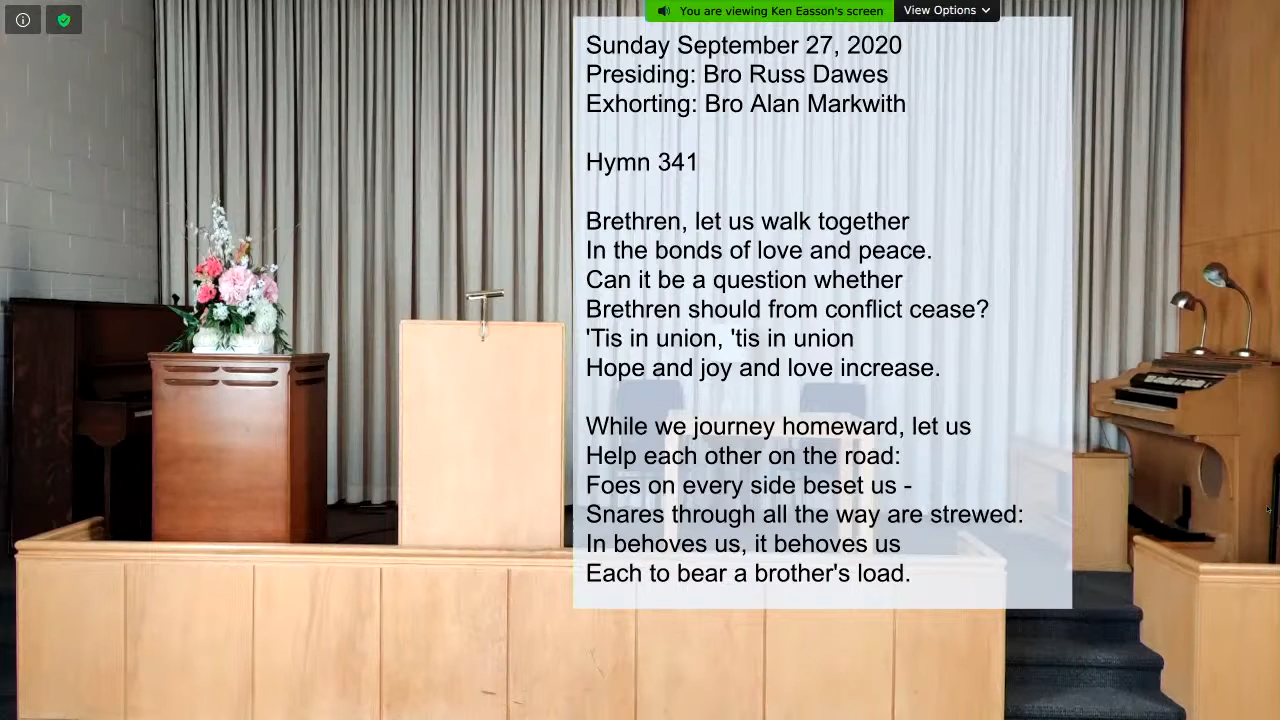 You are viewing Ken Easson's screen
View Options
Sunday September 27, 2020
Presiding: Bro Russ Dawes
Exhorting: Bro Alan Markwith
Hymn 341
Brethren, let us walk together
In the bonds of love and peace.
Can it be a question whether
Brethren should from conflict cease?
'Tis in union, 'tis in union
Hope and joy and love increase.
While we journey homeward, let us
Help each other on the road:
Foes on every side beset us -
Snares through all the way are strewed:
In behoves us, it behoves us
Each to bear a brother's load.